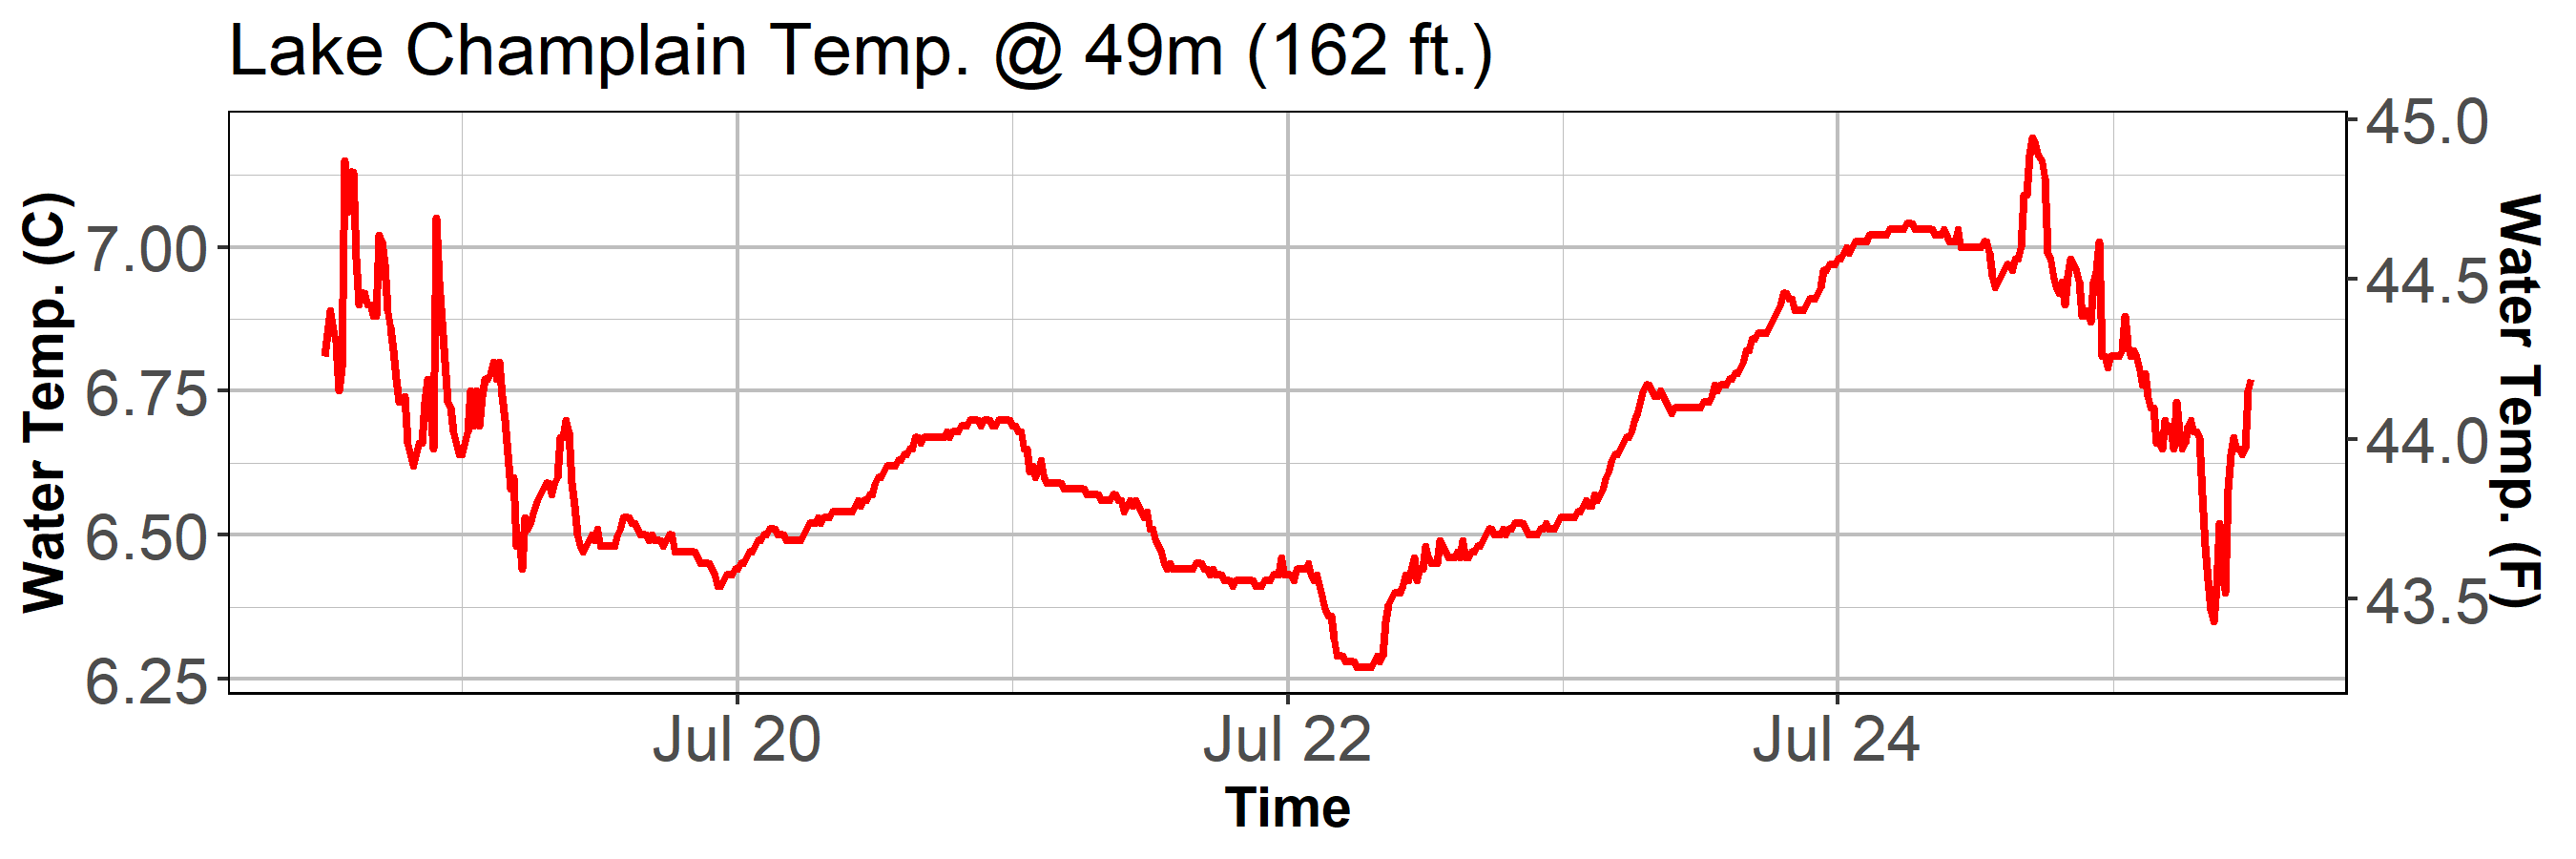 Lake Champlain Temp. @ 49m (162 ft.)
Water Temp. (C)
7.00
6.75
6.50
6.25
45.0
44.5
44.0
43.5
Water Temp. (F)
Jul 20 Jul 22 Jul 24
Time